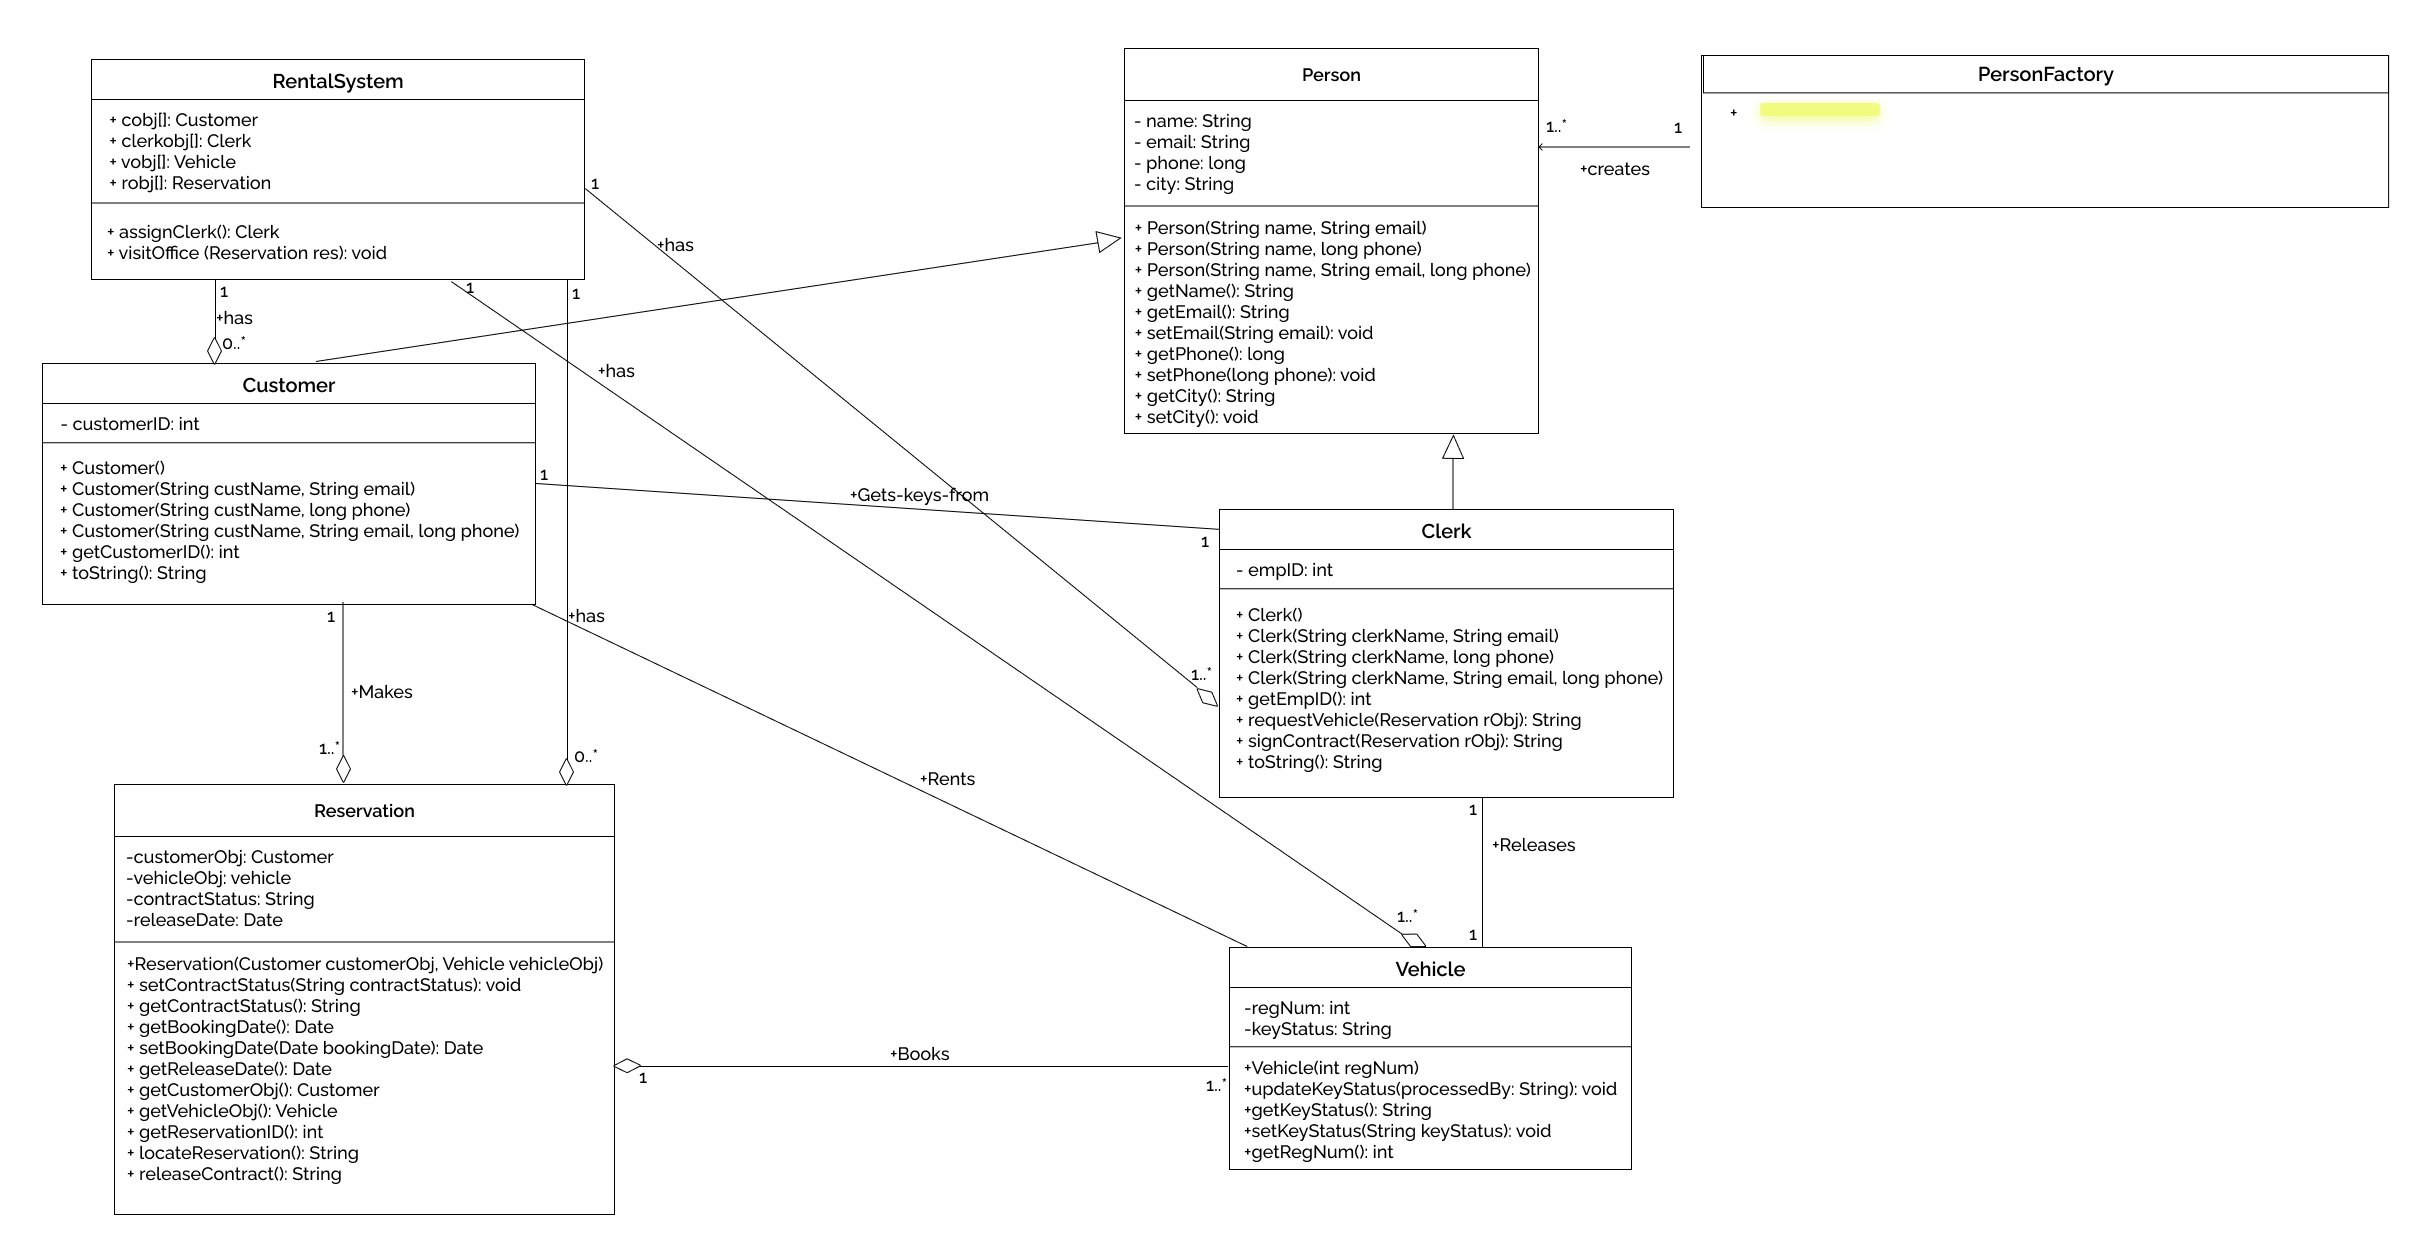 RentalSystem
+ cobj[]: Customer
+ clerkobj[]: Clerk
+ vobj[]: Vehicle
+ robj[]: Reservation
+ assignClerk(): Clerk
+ visitOffice (Reservation res): void
Person
- name: String
- email: String
- phone: long
- city: String
+ Person(String name, String email)
+ Person(String name, long phone)
+ Person(String name, String email, long phone)
+ getName(): String
+ getEmail(): String
+ setEmail(String email): void
+ getPhone(): long
+ setPhone(long phone): void
+ getCity(): String
+ setCity(): void
1..*
1
+creates
PersonFactory
+
1
+has
1
+has
0..*
1
+has
1
+has
Customer
- customerID: int
+ Customer()
+ Customer(String custName, String email)
+ Customer(String custName, long phone)
+ Customer(String custName, String email, long phone)
+ getCustomerID(): int
+ toString(): String
1
+Gets-keys-from
1
Clerk
- empID: int
+ Clerk()
+ Clerk(String clerkName, String email)
+ Clerk(String clerkName, long phone)
+ Clerk(String clerkName, String email, long phone)
+ getEmpID(): int
+ requestVehicle(Reservation rObj): String
+ signContract(Reservation rObj): String
+ toString(): String
1..*
1
+Makes
1..*
0..*
+Rents
1
+Releases
1
1..*
Reservation
-customerObj: Customer
-vehicleObj: vehicle
-contractStatus: String
-releaseDate: Date
+Reservation(Customer customerObj, Vehicle vehicleObj)
+ setContractStatus(String contractStatus): void
+ getContractStatus(): String
+ getBookingDate(): Date
+ setBookingDate(Date bookingDate): Date
+ getReleaseDate(): Date
+ getCustomerObj(): Customer
+ getVehicleObj(): Vehicle
+ getReservationID(): int
+ locateReservation(): String
+ releaseContract(): String
1
+Books
1..*
Vehicle
-regNum: int
-keyStatus: String
+Vehicle(int regNum)
+updateKeyStatus(processedBy: String): void
+getKeyStatus(): String
+setKeyStatus(String keyStatus): void
+getRegNum(): int